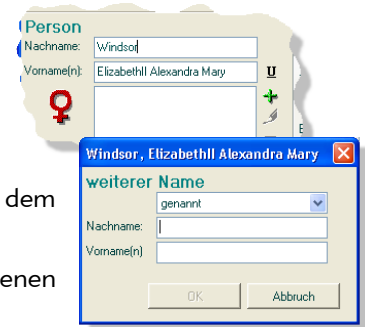 Person
Nachname: Windsor
Vorname(n): ElizabethII Alexandra Mary U
E
Windsor, ElizabethII Alexandra Mary
weiterer Name
genannt
Nachname:
Vorname(n)
OK Abbruch
dem
enen